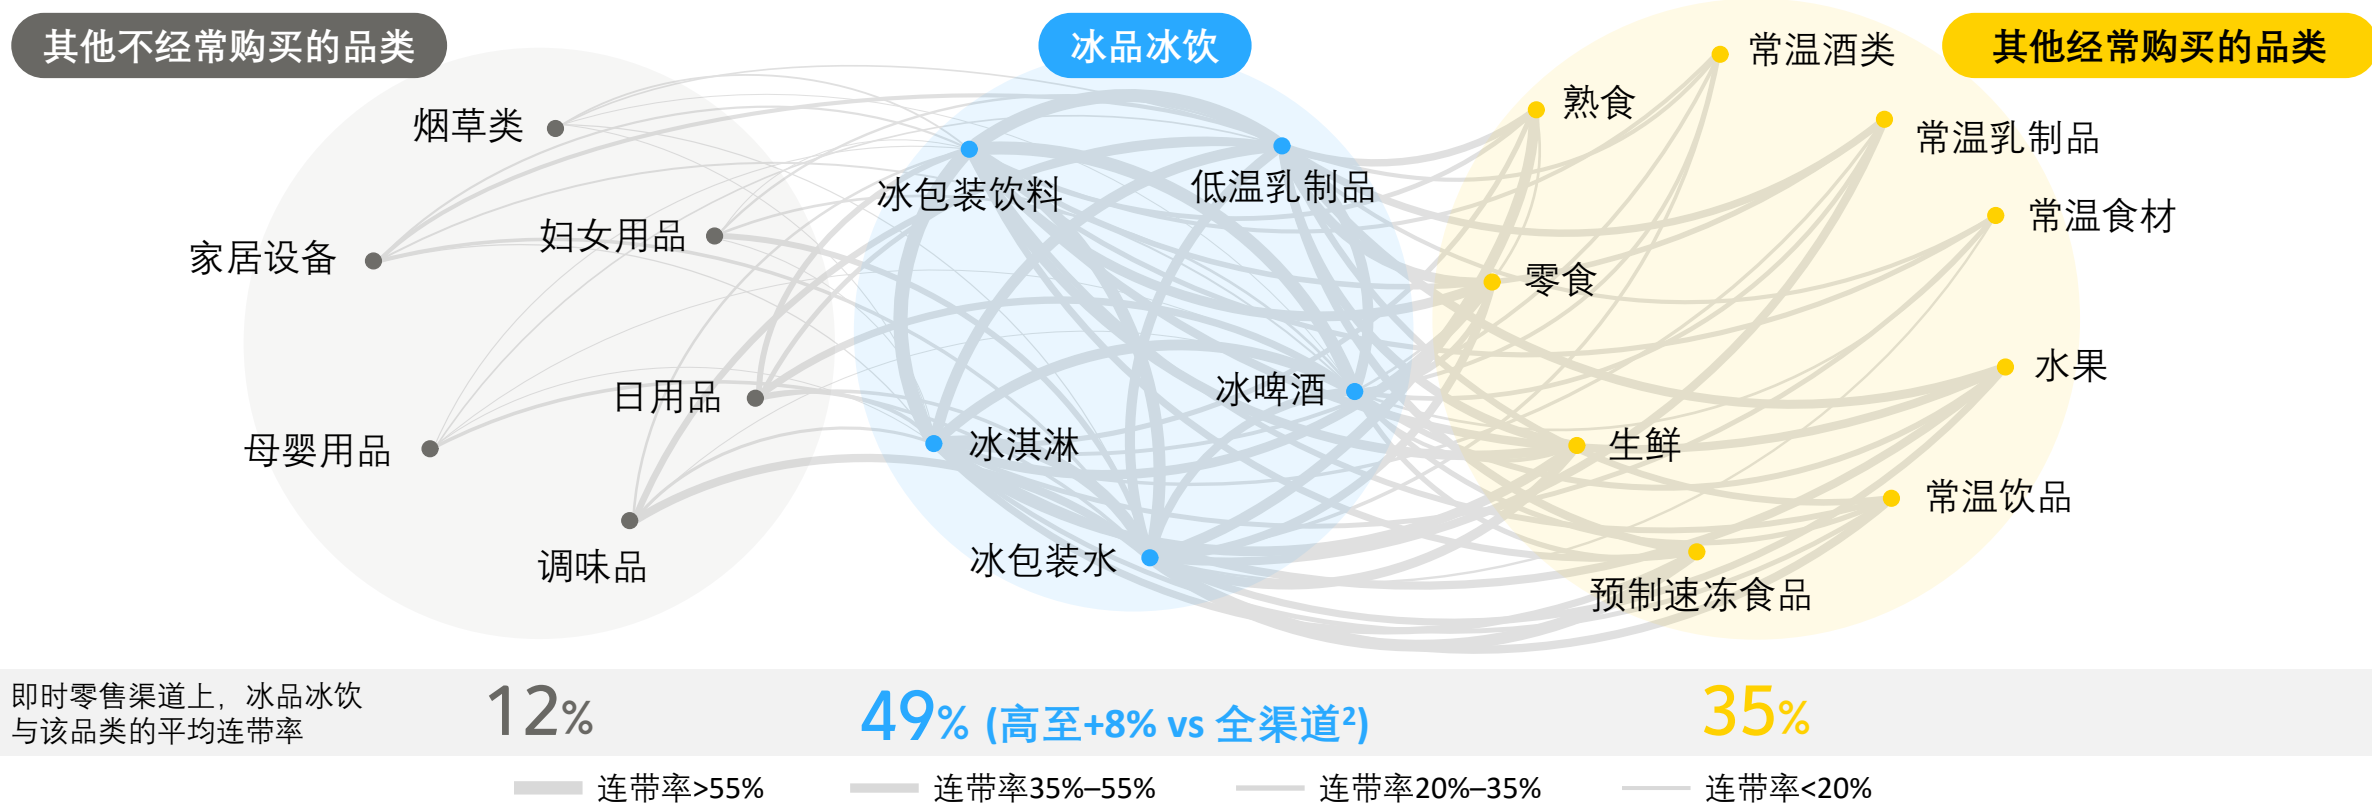 其他不经常购买的品类
冰品冰饮
其他经常购买的品类
常温酒类
熟食
烟草类
常温乳制品
冰包装饮料
低温乳制品
常温食材
妇女用品
家居设备
零食
水果
冰啤酒
日用品
冰淇淋
生鲜
母婴用品
常温饮品
冰包装水
调味品
预制速冻食品
即时零售渠道上，冰品冰饮
与该品类的平均连带率
12%
49% (高至+8% vs 全渠道²)
35%
连带率>55%
连带率35%–55%
连带率20%–35%
连带率<20%